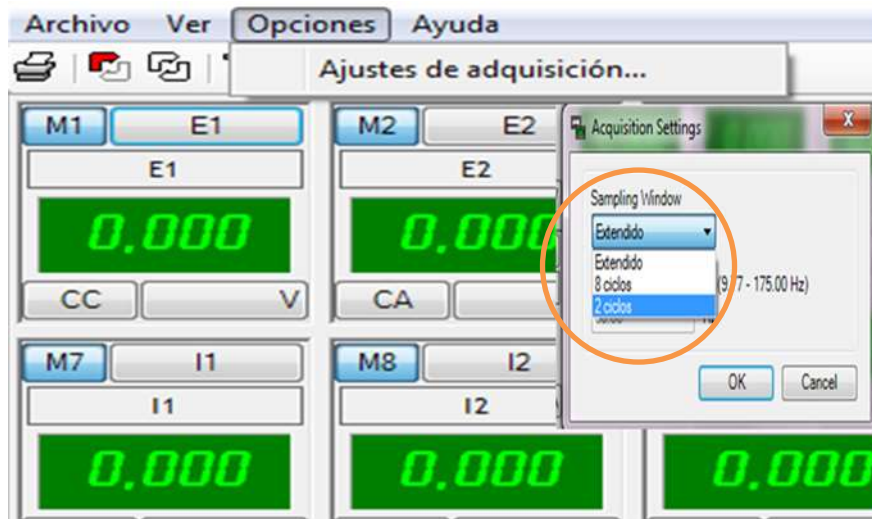 Archivo Ver Opciones Ayuda
Ajustes de adquisición...
M1 E1
E1
0.000
CC V
M2 E2
E2
0.000
CA
Acquisition Settings
X
Sampling Window
Extendido
Extendido
8 ciclos
2 ciclos
- 175.00 Hz)
OK Cancel
M7 I1
I1
0.000
M8 I2
I2
0.000
0.000